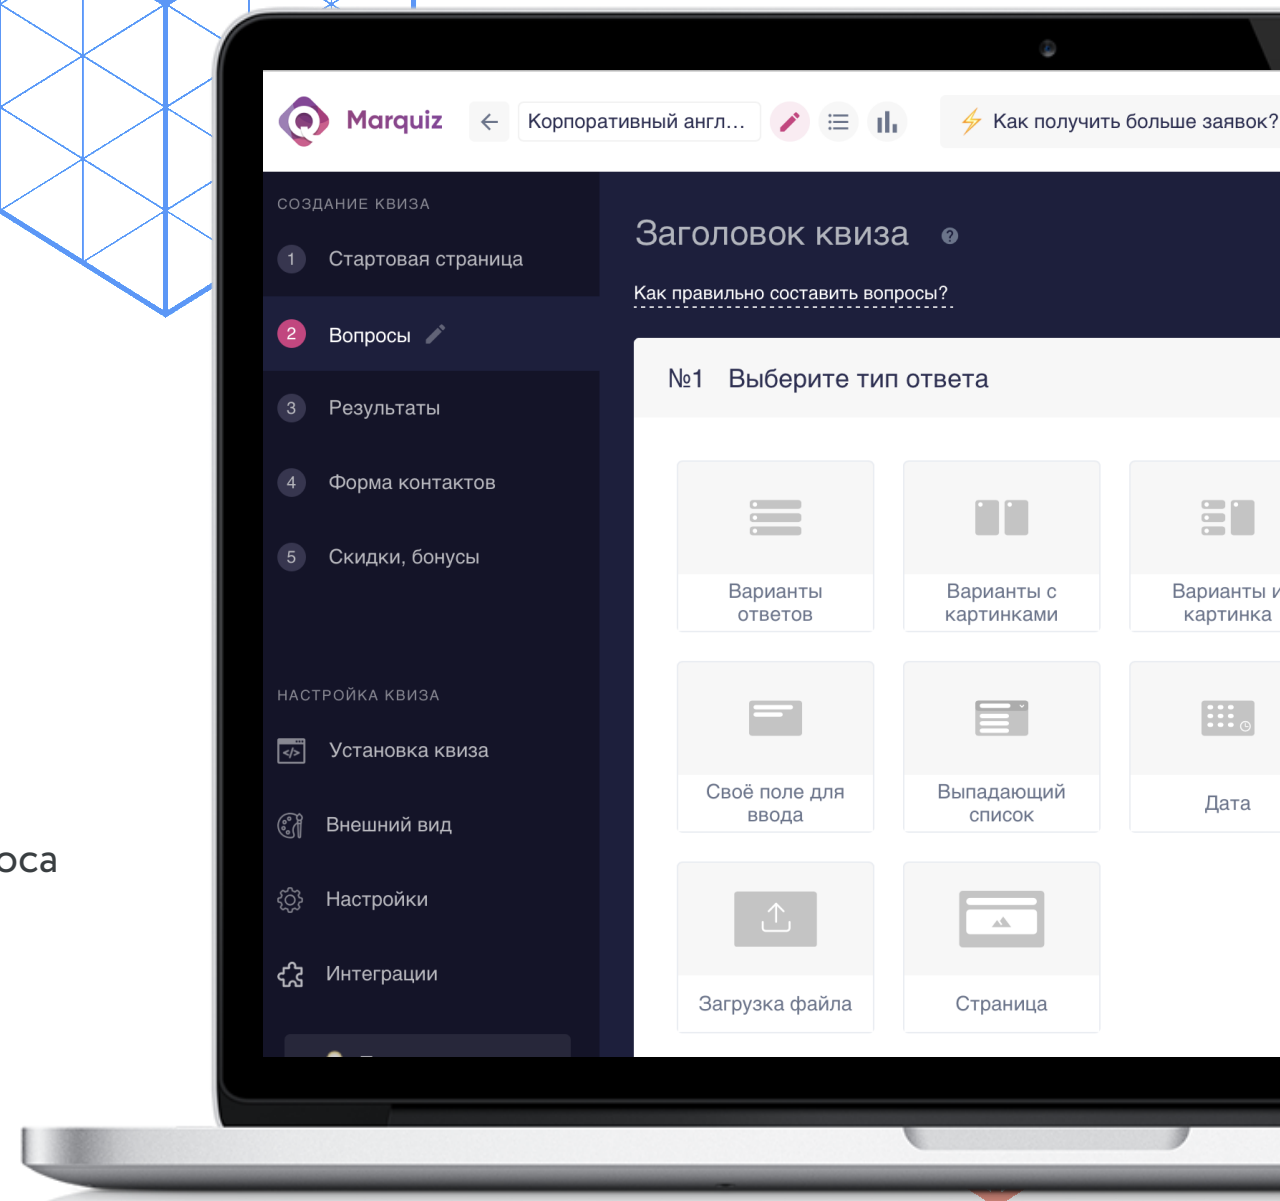 Marquiz
Корпоративный англ...
Как получить больше заявок?
СОЗДАНИЕ КВИЗА
1 Стартовая страница
2 Вопросы
3 Результаты
4 Форма контактов
5 Скидки, бонусы
НАСТРОЙКА КВИЗА
Установка квиза
Внешний вид
Настройки
Интеграции
Заголовок квиза ?
Как правильно составить вопросы?
№1 Выберите тип ответа
Варианты
ответов
Варианты с
картинками
Варианты и
картинка
Своё поле для
ввода
Выпадающий
список
Дата
Загрузка файла
Страница